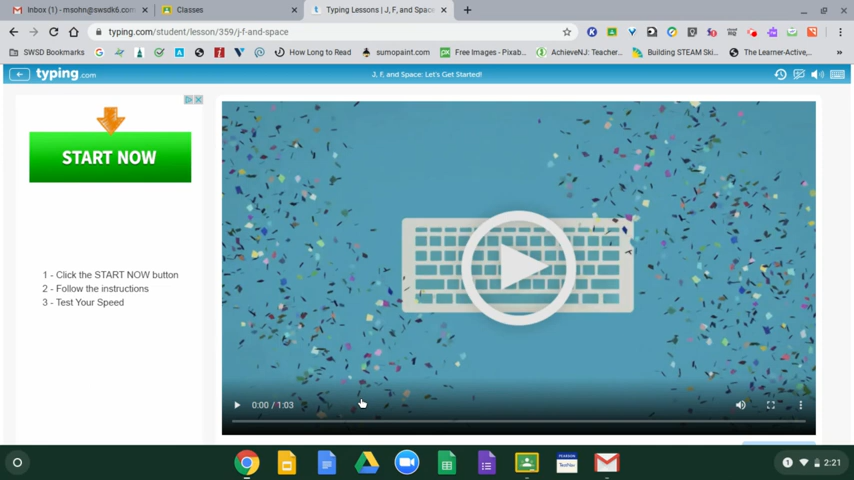 Inbox (1) - msohn@swsdk6.com
Classes
Typing Lessons | J, F, and Space:
typing.com/student/lesson/359/j-f-and-space
SWSD Bookmarks
How Long to Read
sumopaint.com
Free Images - Pixab...
AchieveNJ: Teacher...
Building STEAM Ski...
The Learner-Active,...
typing.com
J, F, and Space: Let's Get Started!
START NOW
1 - Click the START NOW button
2 - Follow the instructions
3 - Test Your Speed
0:00 / 1:03
PEARSON
TestNav
1
2:21